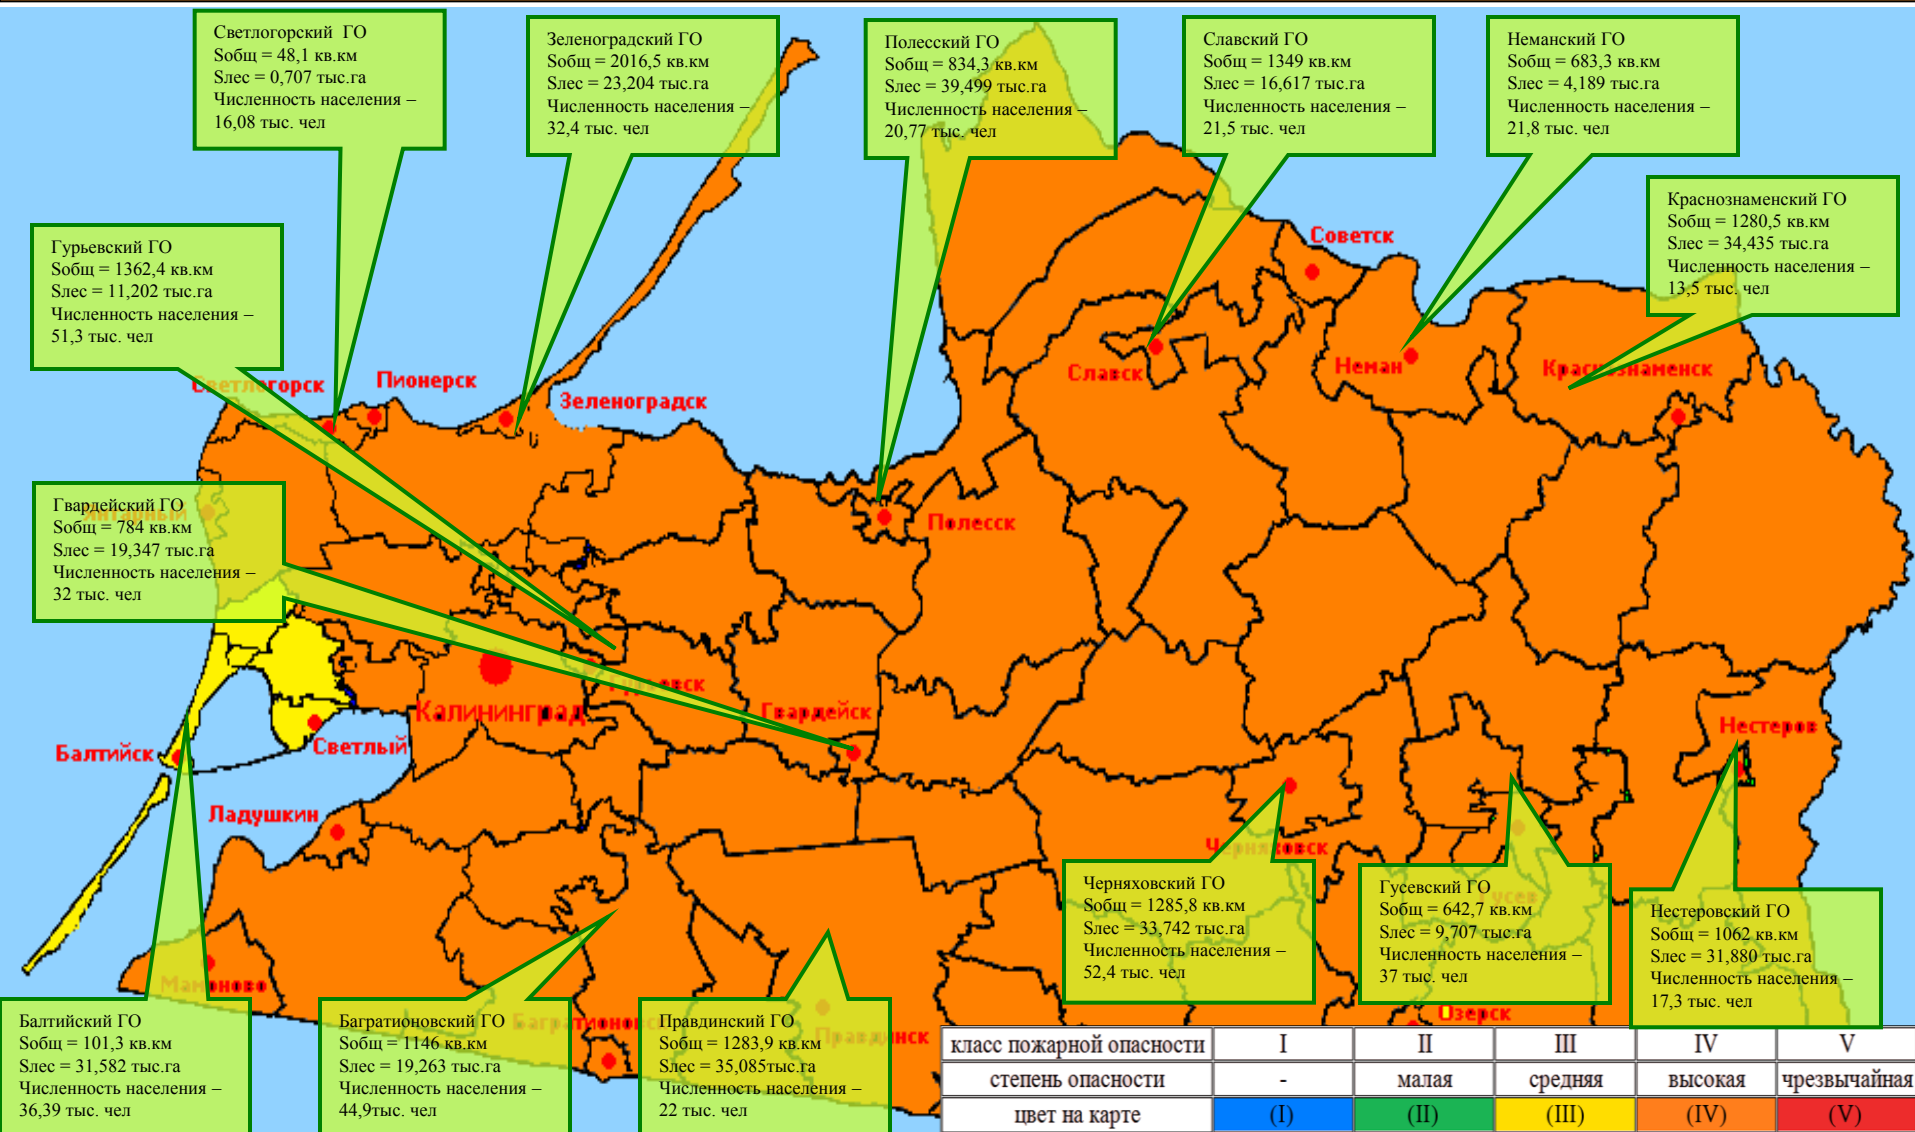 Светлогорский ГО
Sобщ = 48,1 кв.км
Sлес = 0,707 тыс.га
Численность населения –
16,08 тыс. чел
Зеленоградский ГО
Sобщ = 2016,5 кв.км
Sлес = 23,204 тыс.га
Численность населения –
32,4 тыс. чел
Полесский ГО
Sобщ = 834,3 кв.км
Sлес = 39,499 тыс.га
Численность населения –
20,77 тыс. чел
Славский ГО
Sобщ = 1349 кв.км
Sлес = 16,617 тыс.га
Численность населения –
21,5 тыс. чел
Неманский ГО
Sобщ = 683,3 кв.км
Sлес = 4,189 тыс.га
Численность населения –
21,8 тыс. чел
Краснознаменский ГО
Sобщ = 1280,5 кв.км
Sлес = 34,435 тыс.га
Численность населения –
13,5 тыс. чел
Гурьевский ГО
Sобщ = 1362,4 кв.км
Sлес = 11,202 тыс.га
Численность населения –
51,3 тыс. чел
Советск
Славск
Неман
Краснознаменск
Светлогорск
Пионерск
Зеленоградск
Гвардейский ГО
Sобщ = 784 кв.км
Sлес = 19,347 тыс.га
Численность населения –
32 тыс. чел
Янтарный
Полесск
Гурьевск
Калининград
Гвардейск
Нестеров
Балтийск
Светлый
Ладушкин
Черняховск
Гусев
Мамоново
Багратионовск
Правдинск
Озерск
Черняховский ГО
Sобщ = 1285,8 кв.км
Sлес = 33,742 тыс.га
Численность населения –
52,4 тыс. чел
Гусевский ГО
Sобщ = 642,7 кв.км
Sлес = 9,707 тыс.га
Численность населения –
37 тыс. чел
Нестеровский ГО
Sобщ = 1062 кв.км
Sлес = 31,880 тыс.га
Численность населения –
17,3 тыс. чел
Балтийский ГО
Sобщ = 101,3 кв.км
Sлес = 31,582 тыс.га
Численность населения –
36,39 тыс. чел
Багратионовский ГО
Sобщ = 1146 кв.км
Sлес = 19,263 тыс.га
Численность населения –
44,9тыс. чел
Правдинский ГО
Sобщ = 1283,9 кв.км
Sлес = 35,085тыс.га
Численность населения –
22 тыс. чел
класс пожарной опасности I II III IV V
степень опасности - малая средняя высокая чрезвычайная
цвет на карте (I) (II) (III) (IV) (V)